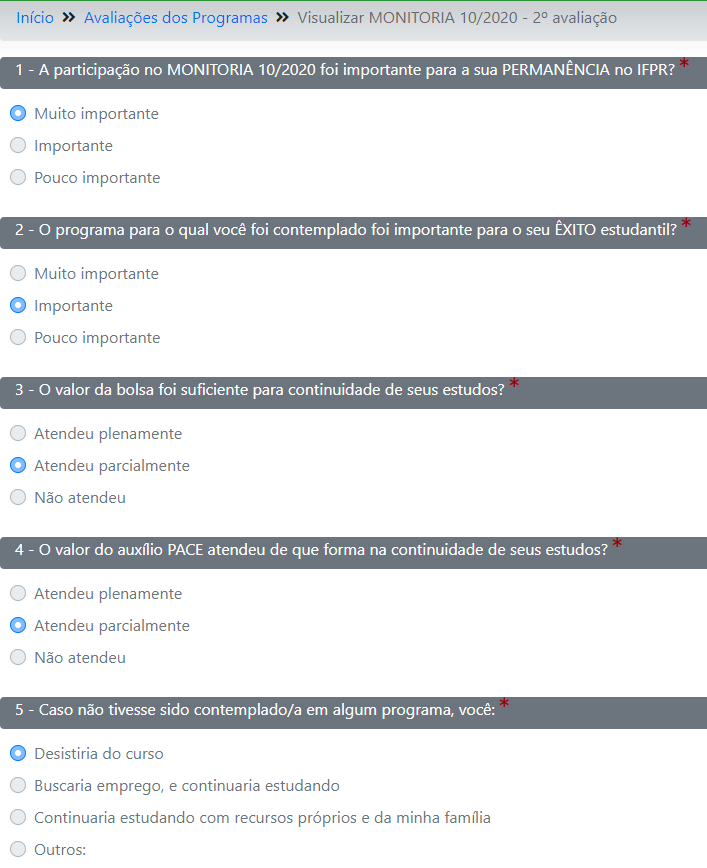 Início » Avaliações dos Programas » Visualizar MONITORIA 10/2020 - 2º avaliação
1 - A participação no MONITORIA 10/2020 foi importante para a sua PERMANÊNCIA no IFPR? *
Muito importante
Importante
Pouco importante
2 - O programa para o qual você foi contemplado foi importante para o seu ÊXITO estudantil? *
Muito importante
Importante
Pouco importante
3 - O valor da bolsa foi suficiente para continuidade de seus estudos? *
Atendeu plenamente
Atendeu parcialmente
Não atendeu
4 - O valor do auxílio PACE atendeu de que forma na continuidade de seus estudos? *
Atendeu plenamente
Atendeu parcialmente
Não atendeu
5 - Caso não tivesse sido contemplado/a em algum programa, você: *
Desistiria do curso
Buscaria emprego, e continuaria estudando
Continuaria estudando com recursos próprios e da minha família
Outros: